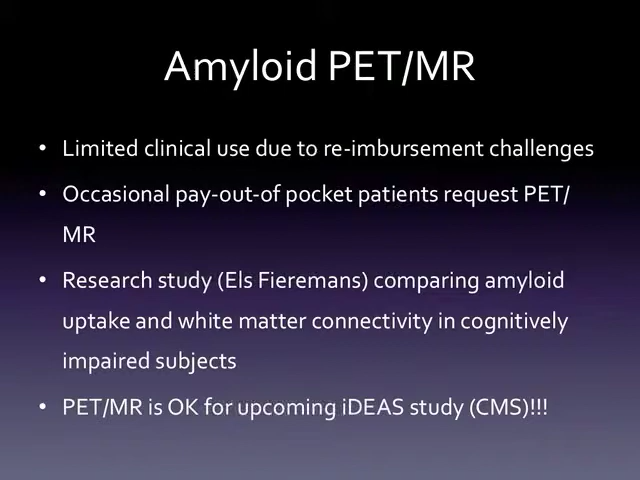 Amyloid PET/MR
• Limited clinical use due to re-imbursement challenges
• Occasional pay-out-of pocket patients request PET/
MR
• Research study (Els Fieremans) comparing amyloid
uptake and white matter connectivity in cognitively
impaired subjects
• PET/MR is OK for upcoming iDEAS study (CMS)!!!